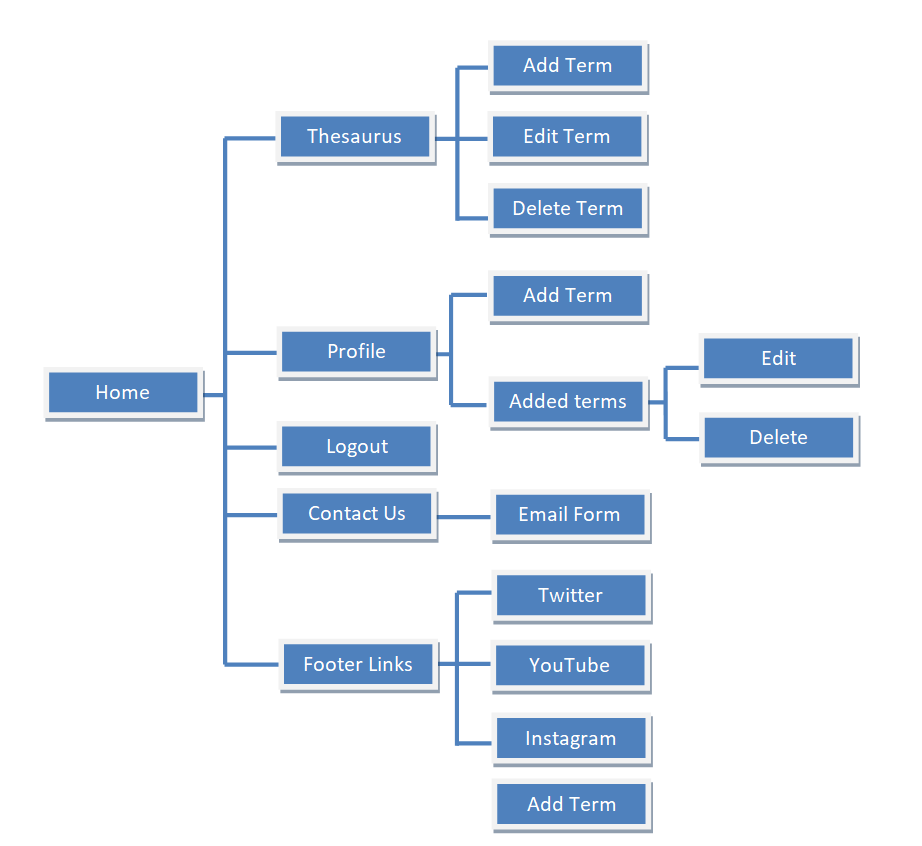 Add Term
Thesaurus
Edit Term
Delete Term
Add Term
Profile
Edit
Home
Added terms
Delete
Logout
Contact Us
Email Form
Twitter
Footer Links
YouTube
Instagram
Add Term